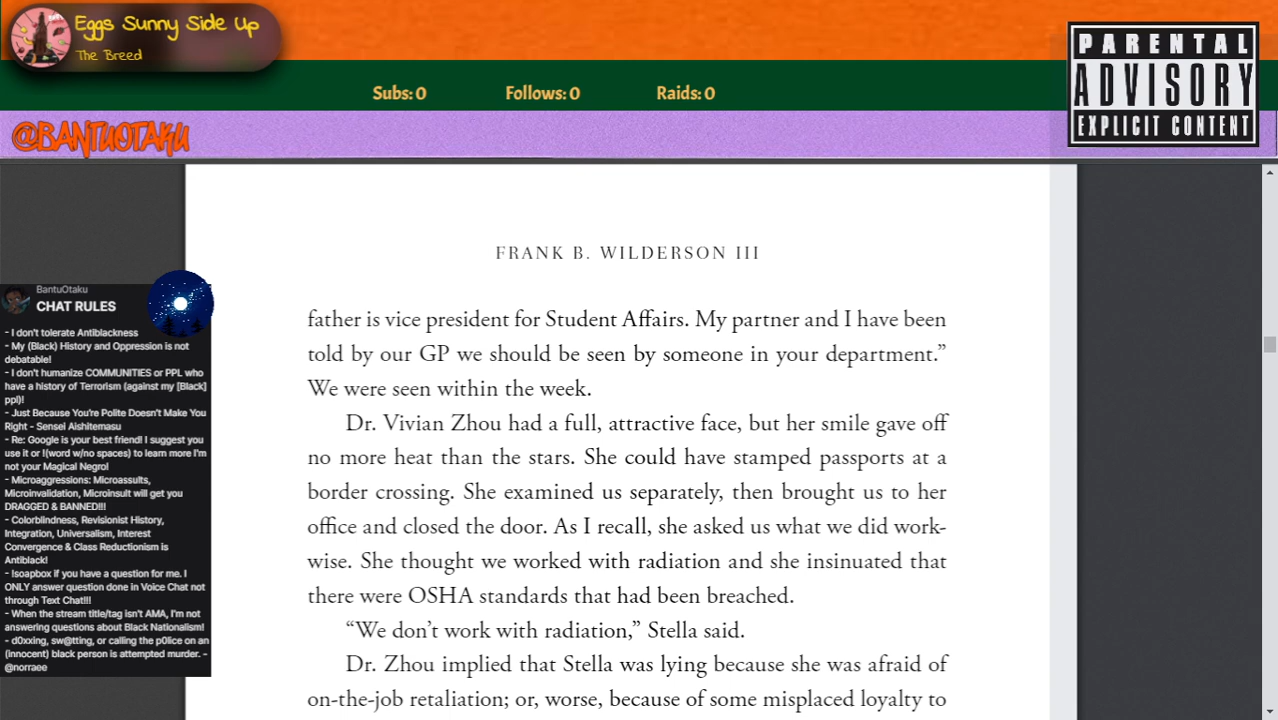 Eggs Sunny Side Up
The Breed
PARENTAL
ADVISORY
EXPLICIT CONTENT
Subs: 0 Follows: 0 Raids: 0
@BANTUOTAKU
FRANK B. WILDERSON III
father is vice president for Student Affairs. My partner and I have been
told by our GP we should be seen by someone in your department.”
We were seen within the week.
Dr. Vivian Zhou had a full, attractive face, but her smile gave off
no more heat than the stars. She could have stamped passports at a
border crossing. She examined us separately, then brought us to her
office and closed the door. As I recall, she asked us what we did work-
wise. She thought we worked with radiation and she insinuated that
there were OSHA standards that had been breached.
“We don’t work with radiation,” Stella said.
Dr. Zhou implied that Stella was lying because she was afraid of
on-the-job retaliation; or, worse, because of some misplaced loyalty to
BantuOtaku
CHAT RULES
- I don't tolerate Antiblackness
- My (Black) History and Oppression is not
debatable!
- I don't humanize COMMUNITIES or PPL who
have a history of Terrorism (against my [Black]
ppl)!
- Just Because You're Polite Doesn't Make You
Right - Sensei Aishitemasu
- Re: Google is your best friend! I suggest you
use it or !(word w/no spaces) to learn more I'm
not your Magical Negro!
- Microaggressions: Microassults,
Microinvalidation, Microinsult will get you
DRAGGED & BANNED!!!
- Colorblindness, Revisionist History,
Integration, Universalism, Interest
Convergence & Class Reductionism is
Antiblack!
- !soapbox if you have a question for me. I
ONLY answer question done in Voice Chat not
through Text Chat!!!
- When the stream title/tag isn't AMA, I'm not
answering questions about Black Nationalism!
- d0xxing, sw@tting, or calling the p0lice on an
(innocent) black person is attempted murder. -
@norraee